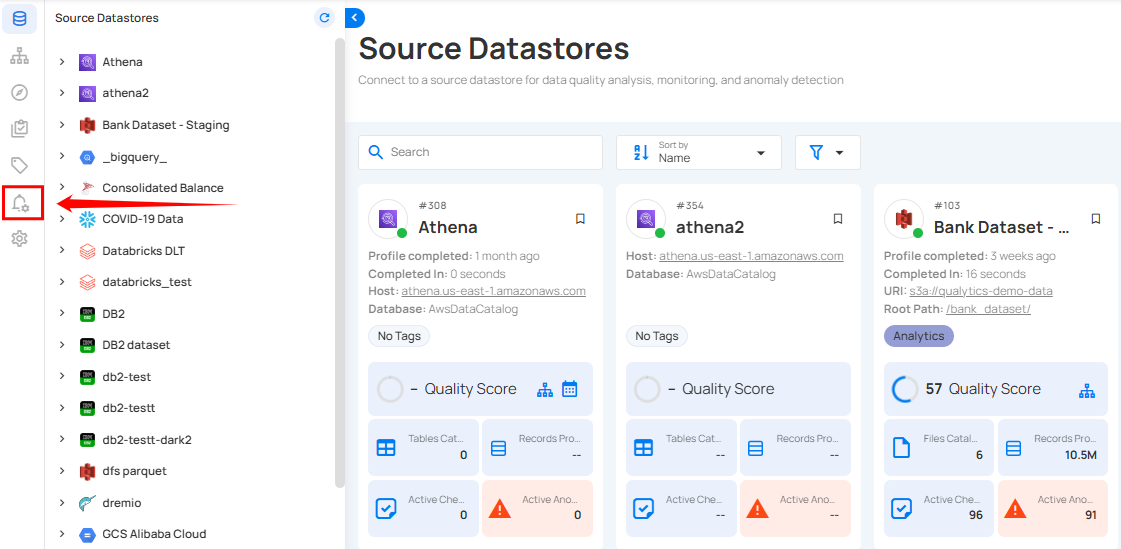 Source Datastores
Athena
athena2
Bank Dataset - Staging
_bigquery_
Consolidated Balance
COVID-19 Data
Databricks DLT
databricks_test
DB2
DB2 dataset
db2-test
db2-testt
db2-testt-dark2
dfs parquet
dremio
GCS Alibaba Cloud
Source Datastores
Connect to a source datastore for data quality analysis, monitoring, and anomaly detection
Search
Sort by
Name
#308
Athena
Profile completed: 1 month ago
Completed In: 0 seconds
Host: athena.us-east-1.amazonaws.com
Database: AwsDataCatalog
No Tags
– Quality Score
Tables Cat...
0
Records Pro...
--
Active Che...
0
Active Ano...
0
#354
athena2
Host: athena.us-east-1.amazonaws.com
Database: AwsDataCatalog
No Tags
– Quality Score
Tables Cat...
--
Records Pro...
--
Active Che...
--
Active Ano...
--
#103
Bank Dataset - ...
Profile completed: 3 weeks ago
Completed In: 16 seconds
URI: s3a://qualytics-demo-data
Root Path: /bank_dataset/
Analytics
57 Quality Score
Files Catal...
6
Records Pro...
10.5M
Active Che...
96
Active Ano...
91